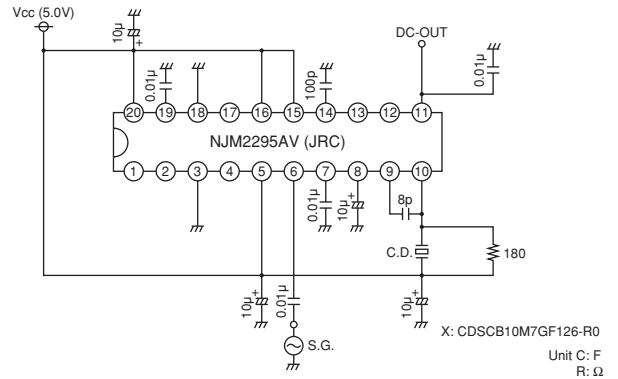 Vcc (5.0V)
10µ
+
DC-OUT
0.01µ
100p
0.01µ
20 19 18 17 16 15 14 13 12 11
NJM2295AV (JRC)
1 2 3 4 5 6 7 8 9 10
0.01µ
10µ
+
8p
C.D.
180
10µ
+
0.01µ
10µ
+
S.G.
X: CDSCB10M7GF126-R0
Unit C: F
R: Ω